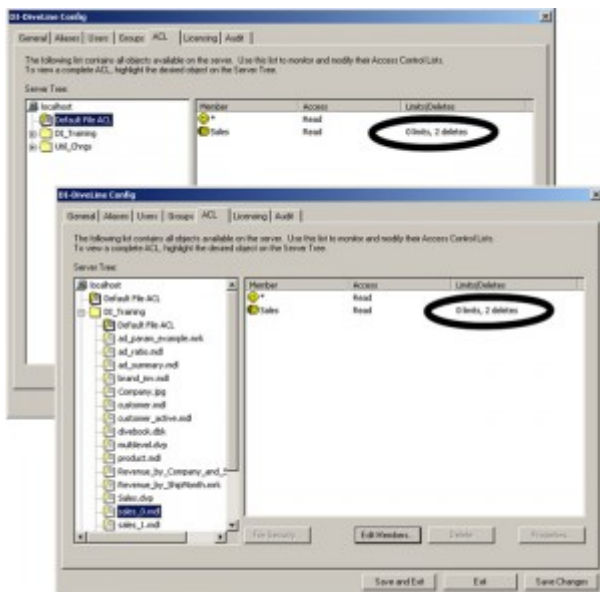 DI-DiveLine Config
General Aliases Users Groups ACL Licensing Audit
The following list contains all objects available on the server. Use this list to monitor and modify their Access Control Lists.
To view a complete ACL, highlight the desired object on the Server Tree.
Server Tree:
localhost
Default File ACL
DI_Training
Util_Chrgs
Member Access Limits/Deletes
* Read
Sales Read 0 limits, 2 deletes
DI-DiveLine Config
General Aliases Users Groups ACL Licensing Audit
The following list contains all objects available on the server. Use this list to monitor and modify their Access Control Lists.
To view a complete ACL, highlight the desired object on the Server Tree.
Server Tree:
localhost
Default File ACL
DI_Training
Default File ACL
ad_param_example.mrk
ad_ratio.mdl
ad_summary.mdl
brand_inv.mdl
Company.jpg
customer.mdl
customer_active.mdl
divebook.dbk
multilevel.dvp
product.mdl
Revenue_by_Company_and_
Revenue_by_ShipMonth.mrk
Sales.dvp
sales_0.mdl
sales_1.mdl
Member Access Limits/Deletes
* Read
Sales Read 0 limits, 2 deletes
File Security... Edit Members... Delete Properties...
Save and Exit Exit Save Changes